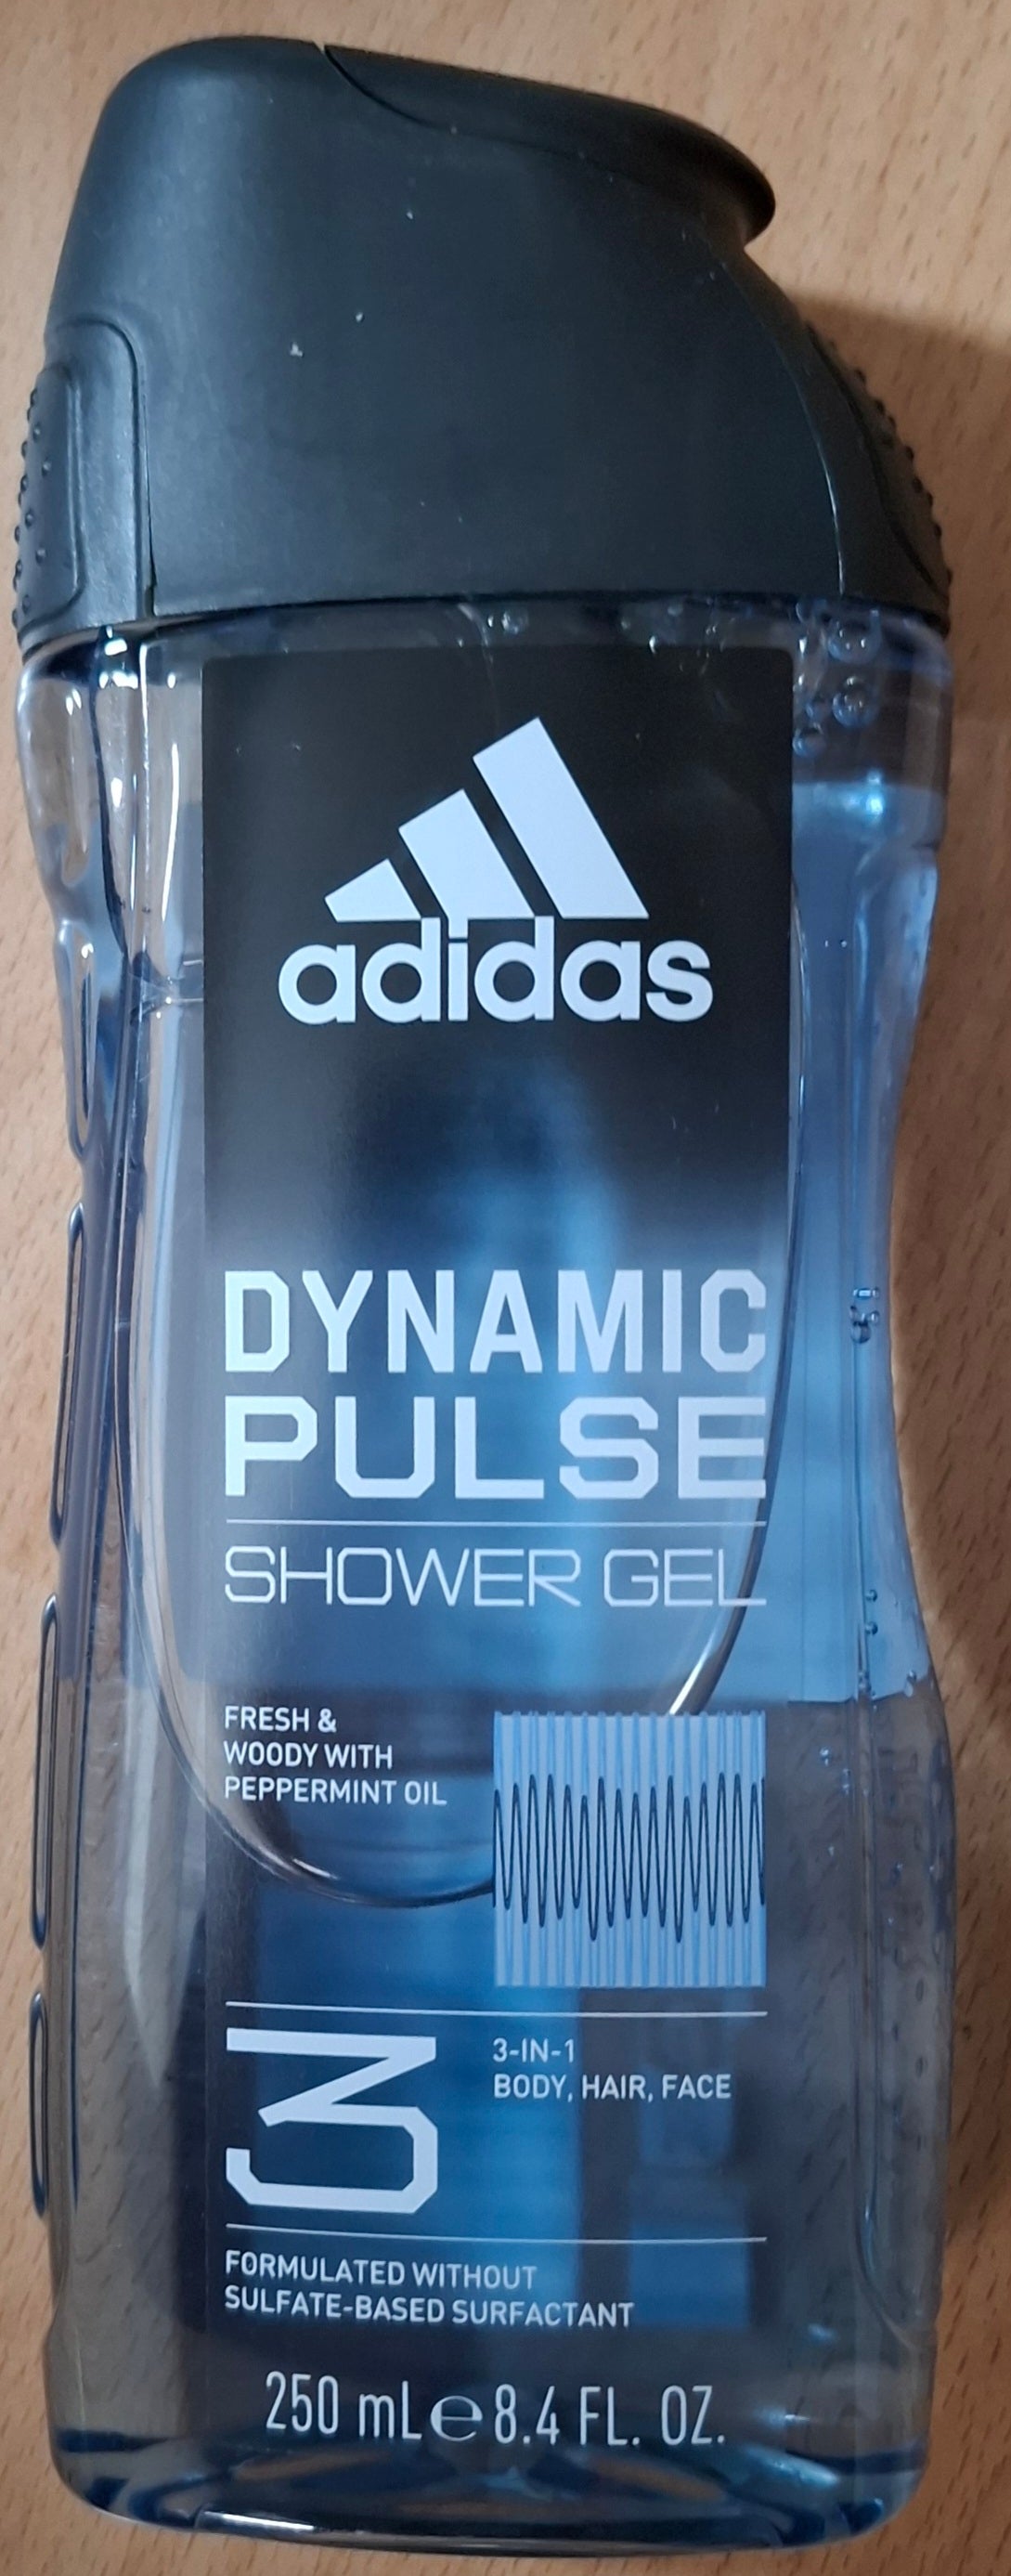 adidas
DYNAMIC
PULSE
SHOWER GEL
FRESH &
WOODY WITH
PEPPERMINT OIL
3
3-IN-1
BODY, HAIR, FACE
FORMULATED WITHOUT
SULFATE-BASED SURFACTANT
250 mL ℮ 8.4 FL. OZ.